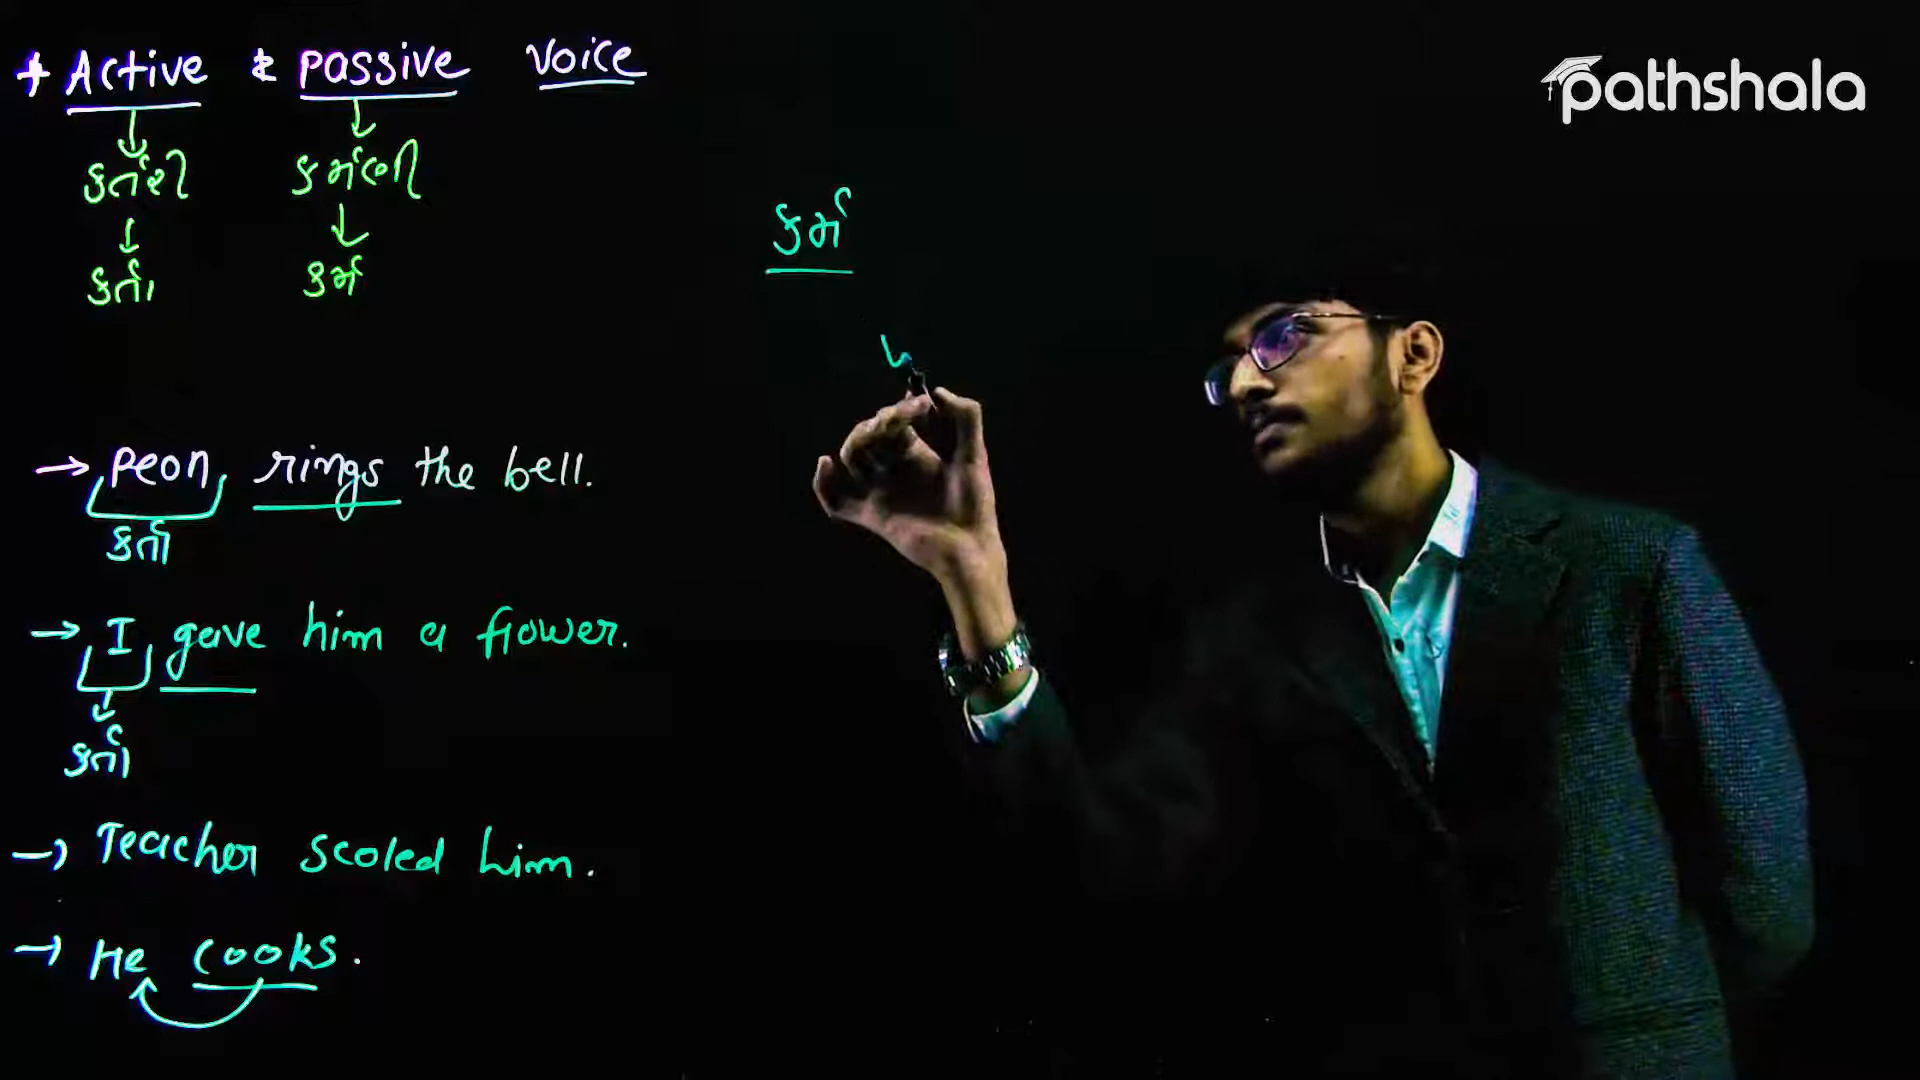 + Active & passive voice
pathshala
કર્તરી કર્મણી
કર્તા કર્મ
કર્મ
→ peon rings the bell.
કર્તા
→ I gave him a flower.
કર્તા
→ Teacher scoled him.
→ He cooks.